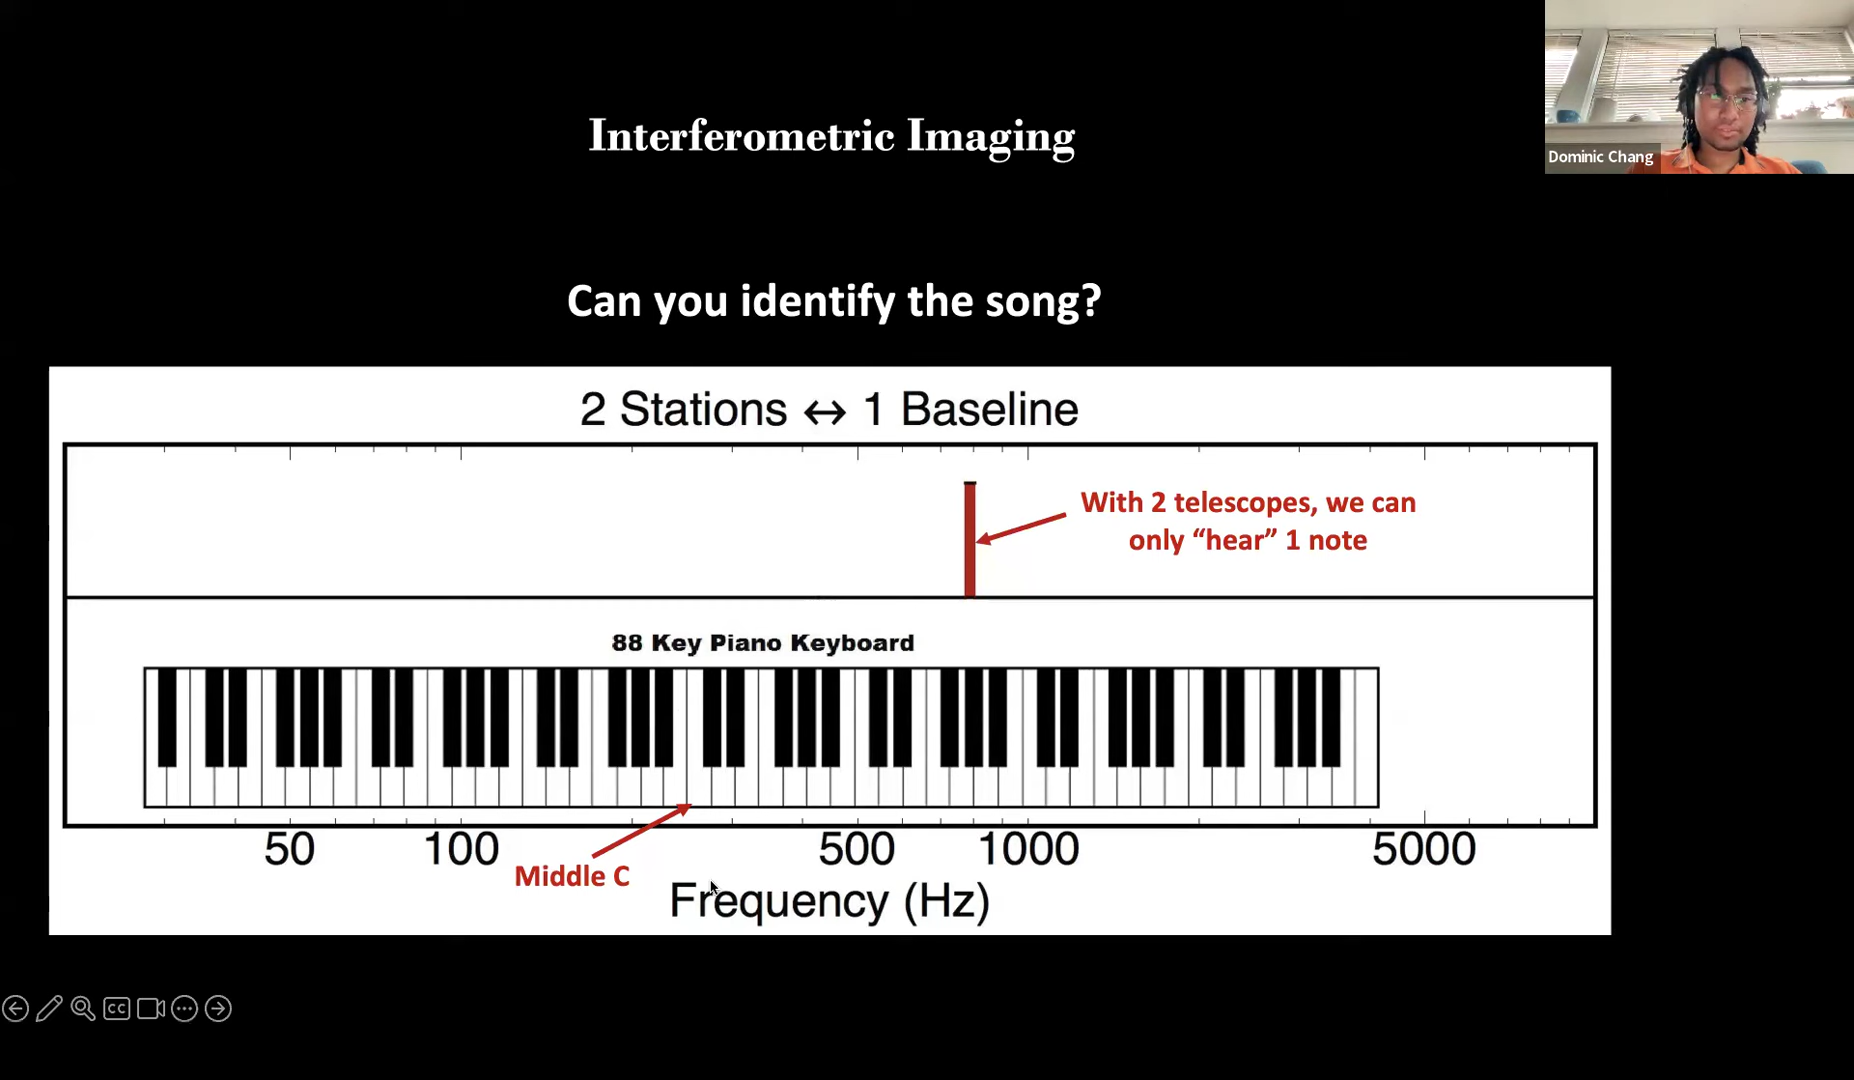 Interferometric Imaging
Dominic Chang
Can you identify the song?
2 Stations ↔ 1 Baseline
With 2 telescopes, we can
only “hear” 1 note
88 Key Piano Keyboard
50 100 500 1000 5000
Middle C
Frequency (Hz)
CC